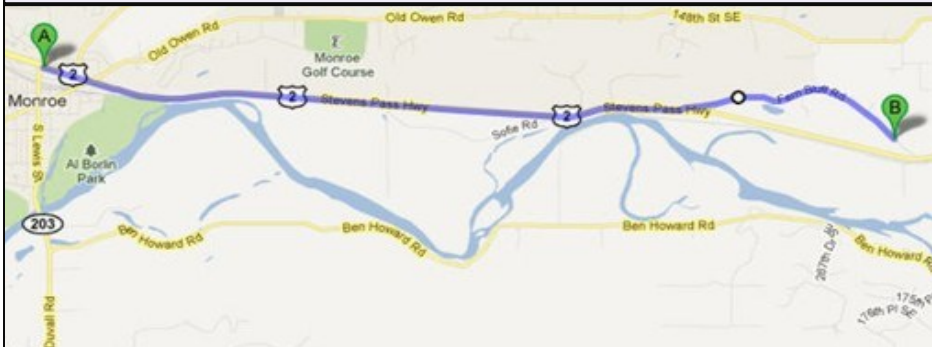 Old Owen Rd
148th St SE
A
Old Owen Rd
Monroe
Golf Course
2
Monroe
2
Stevens Pass Hwy
2
Stevens Pass Hwy
Fern Bluff Rd
B
S Lewis St
Sofie Rd
Al Borlin
Park
203
Ben Howard Rd
Ben Howard Rd
Ben Howard Rd
Ben Howard Rd
Duvall Rd
175th P
176th Pl SE